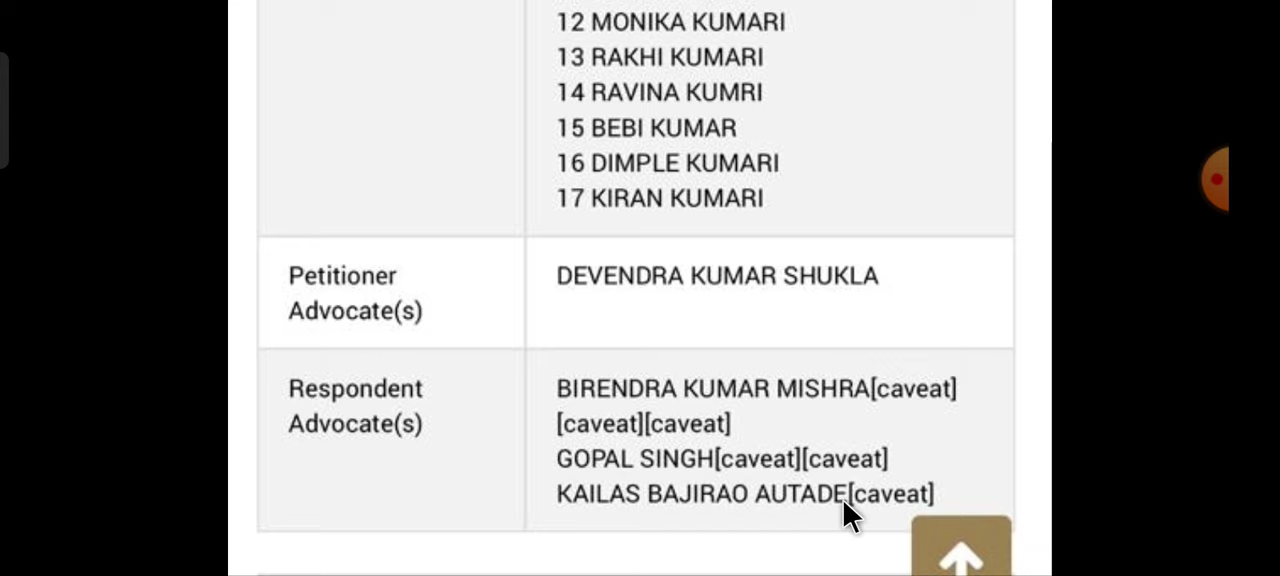 12 MONIKA KUMARI
13 RAKHI KUMARI
14 RAVINA KUMRI
15 BEBI KUMAR
16 DIMPLE KUMARI
17 KIRAN KUMARI
Petitioner
Advocate(s)
DEVENDRA KUMAR SHUKLA
Respondent
Advocate(s)
BIRENDRA KUMAR MISHRA[caveat]
[caveat][caveat]
GOPAL SINGH[caveat][caveat]
KAILAS BAJIRAO AUTADE[caveat]